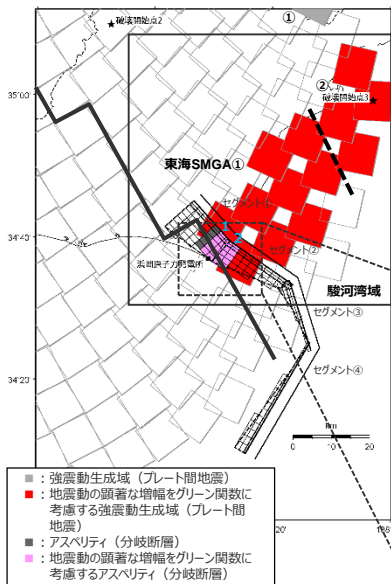 ①
破壊開始点2
35°00′
②
破壊開始点3
東海SMGA①
セグメント①
34°40′
1
2
セグメント②
浜岡原子力発電所
駿河湾域
セグメント③
34°20′
セグメント④
km
0 10 20
■：強震動生成域（プレート間地震）
■：地震動の顕著な増幅をグリーン関数に
考慮する強震動生成域（プレート間
地震）
■：アスペリティ（分岐断層）
■：地震動の顕著な増幅をグリーン関数に
考慮するアスペリティ（分岐断層）